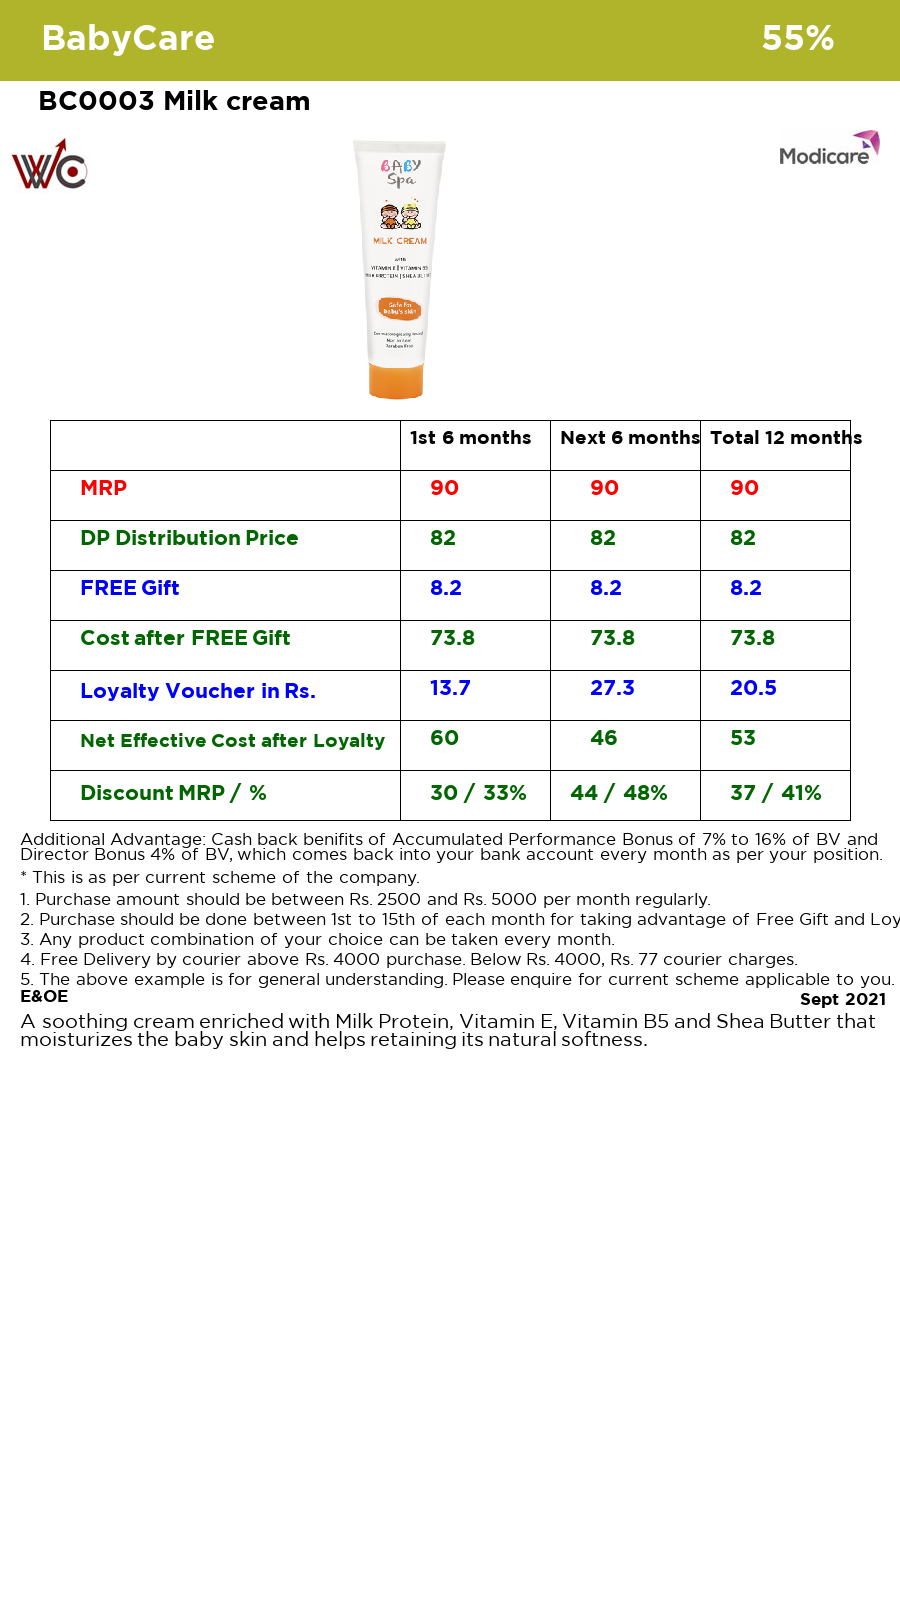 BabyCare 55%
BC0003 Milk cream
WC
Modicare
BABY
Spa
MILK CREAM
WITH
VITAMIN E | VITAMIN B5
Safe for
baby's skin
1st 6 months Next 6 months Total 12 months
MRP 90 90 90
DP Distribution Price 82 82 82
FREE Gift 8.2 8.2 8.2
Cost after FREE Gift 73.8 73.8 73.8
Loyalty Voucher in Rs. 13.7 27.3 20.5
Net Effective Cost after Loyalty 60 46 53
Discount MRP / % 30 / 33% 44 / 48% 37 / 41%
Additional Advantage: Cash back benifits of Accumulated Performance Bonus of 7% to 16% of BV and
Director Bonus 4% of BV, which comes back into your bank account every month as per your position.
* This is as per current scheme of the company.
1. Purchase amount should be between Rs. 2500 and Rs. 5000 per month regularly.
2. Purchase should be done between 1st to 15th of each month for taking advantage of Free Gift and Loy
3. Any product combination of your choice can be taken every month.
4. Free Delivery by courier above Rs. 4000 purchase. Below Rs. 4000, Rs. 77 courier charges.
5. The above example is for general understanding. Please enquire for current scheme applicable to you.
E&OE
Sept 2021
A soothing cream enriched with Milk Protein, Vitamin E, Vitamin B5 and Shea Butter that
moisturizes the baby skin and helps retaining its natural softness.